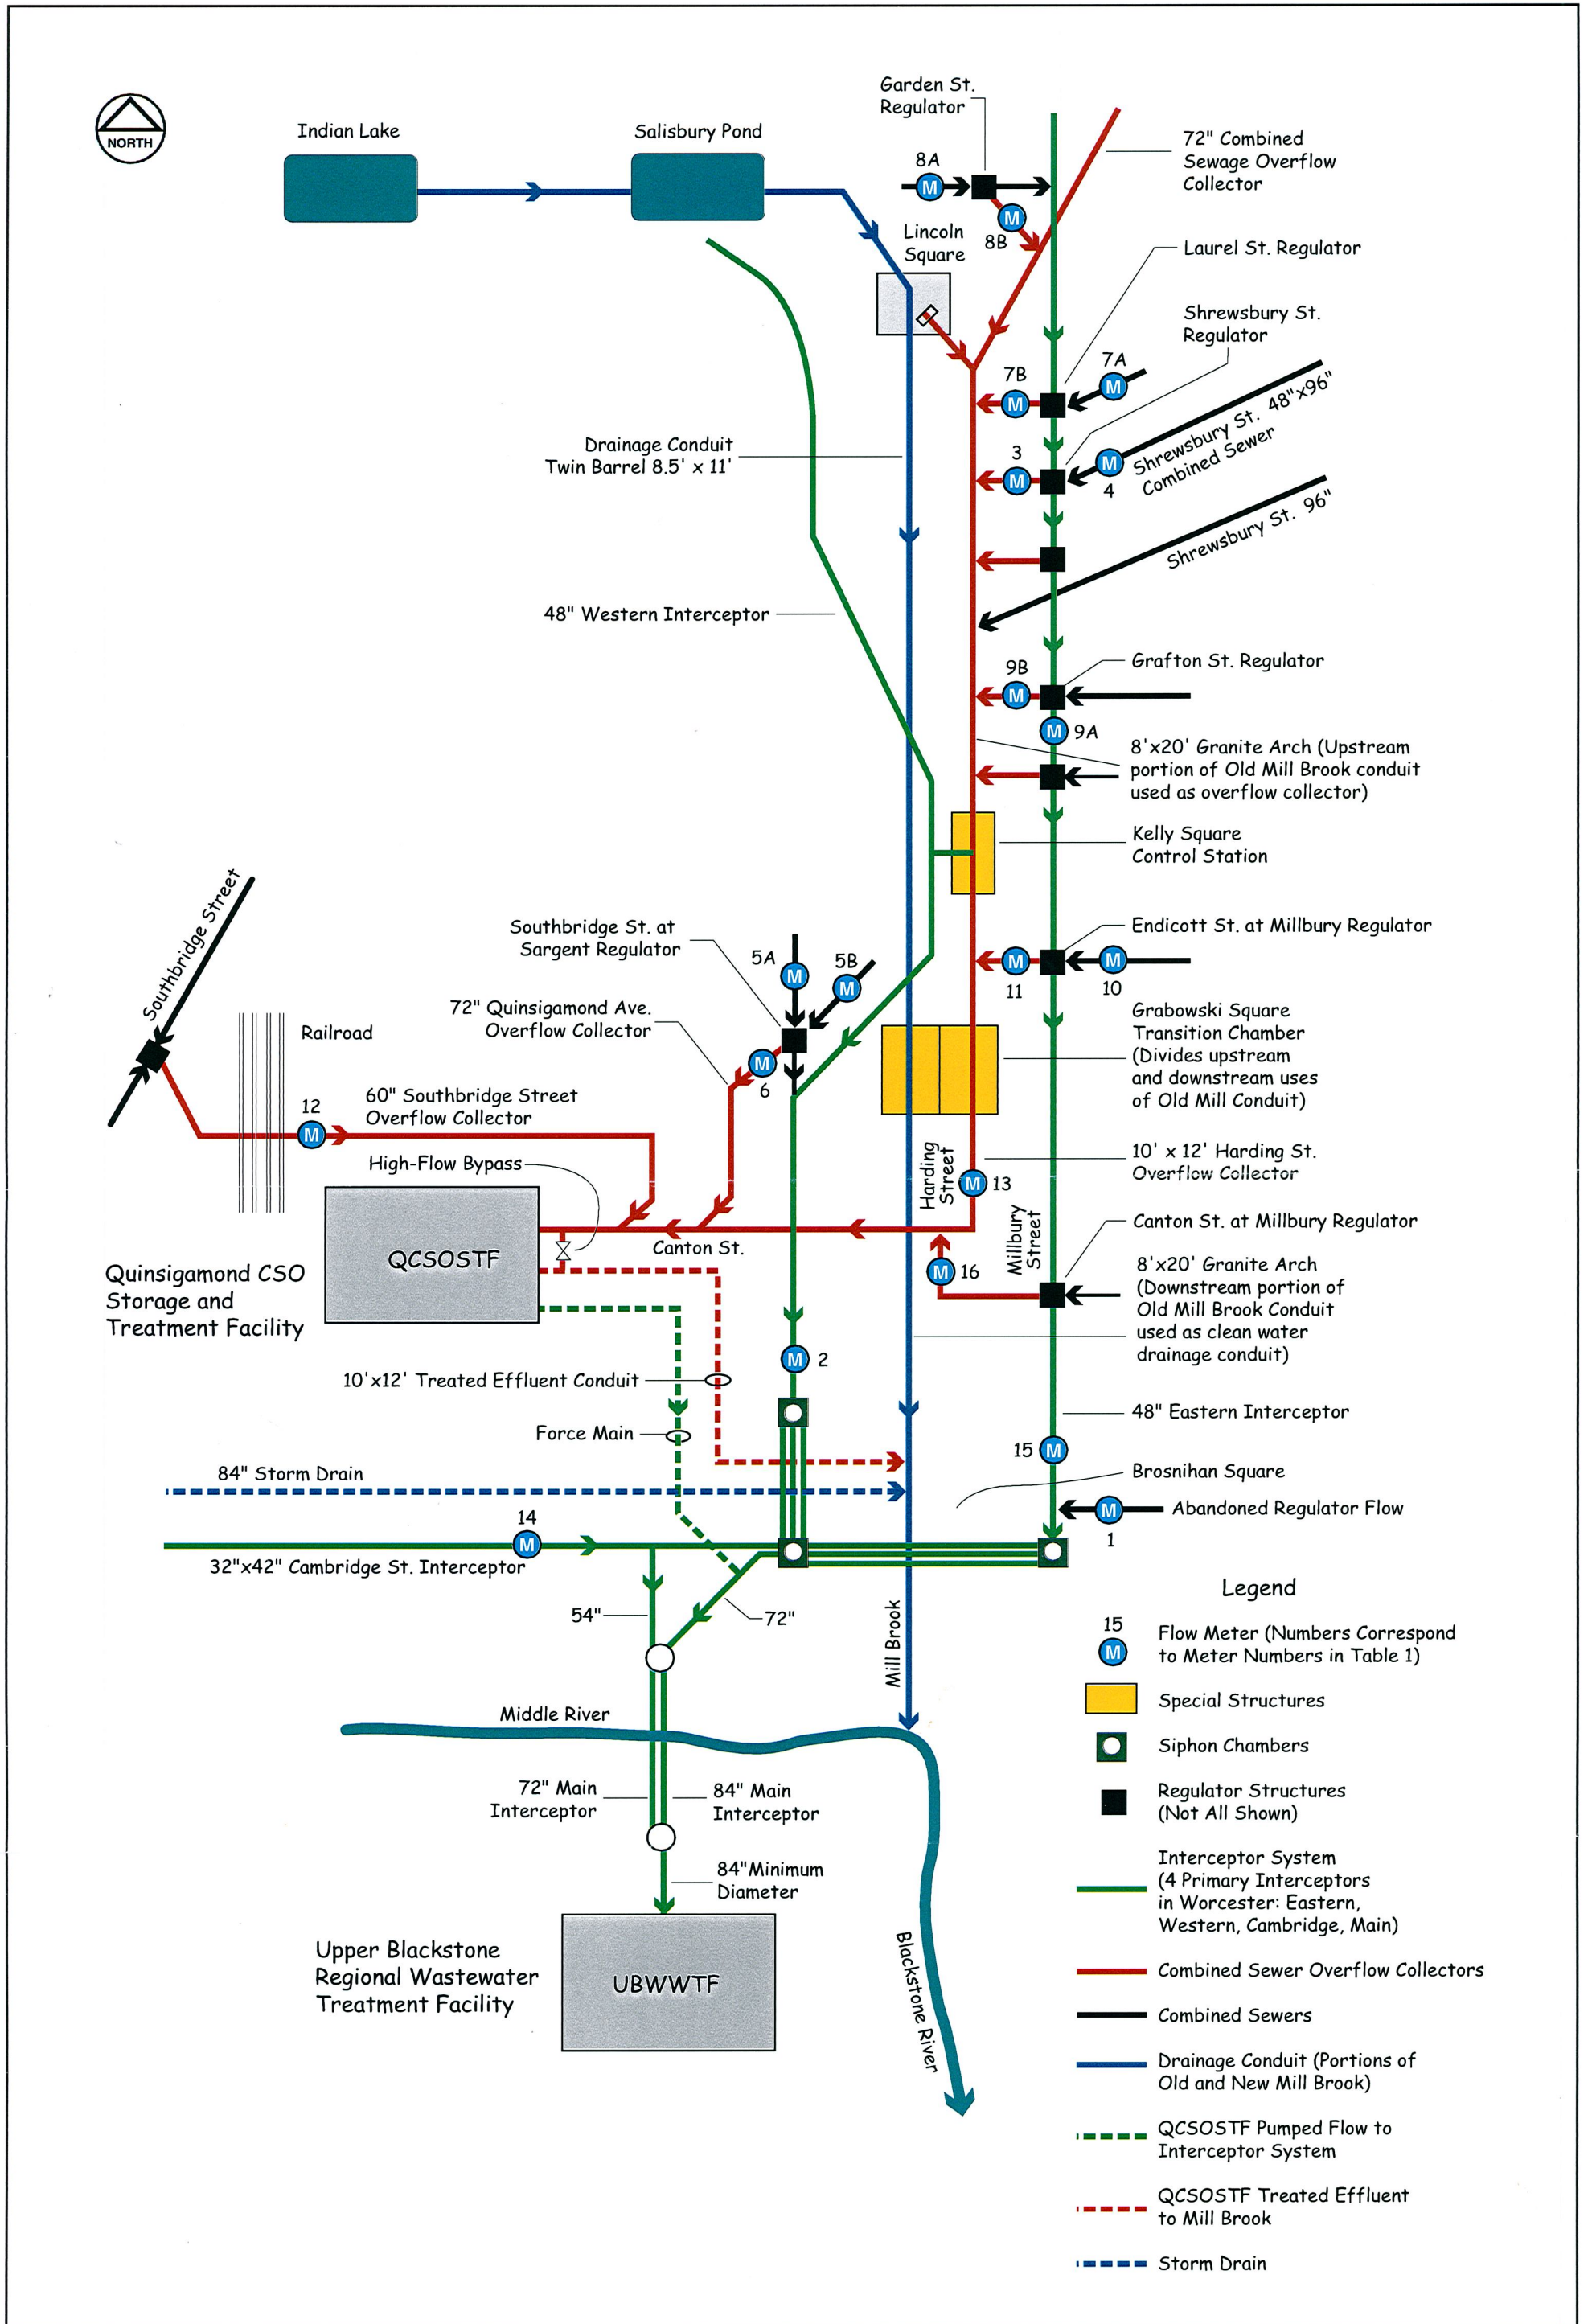 NORTH
Indian Lake
Salisbury Pond
Garden St.
Regulator
8A
M
M
8B
72" Combined
Sewage Overflow
Collector
Lincoln
Square
Laurel St. Regulator
Shrewsbury St.
Regulator
7B
M
7A
M
3
M
M
4
Shrewsbury St. 48"x96"
Combined Sewer
Drainage Conduit
Twin Barrel 8.5' x 11'
Shrewsbury St. 96"
48" Western Interceptor
9B
M
Grafton St. Regulator
M
9A
8'x20' Granite Arch (Upstream
portion of Old Mill Brook conduit
used as overflow collector)
Kelly Square
Control Station
Southbridge Street
Southbridge St. at
Sargent Regulator
5A
M
5B
M
Endicott St. at Millbury Regulator
M
11
M
10
72" Quinsigamond Ave.
Overflow Collector
Railroad
M
6
Grabowski Square
Transition Chamber
(Divides upstream
and downstream uses
of Old Mill Conduit)
60" Southbridge Street
Overflow Collector
12
M
High-Flow Bypass
Harding
Street
10' x 12' Harding St.
Overflow Collector
M
13
Millbury
Street
Canton St. at Millbury Regulator
Canton St.
QCSOSTF
Quinsigamond CSO
Storage and
Treatment Facility
M
16
8'x20' Granite Arch
(Downstream portion of
Old Mill Brook Conduit
used as clean water
drainage conduit)
M
2
10'x12' Treated Effluent Conduit
48" Eastern Interceptor
Force Main
15
M
84" Storm Drain
Brosnihan Square
M
1
Abandoned Regulator Flow
14
M
32"x42" Cambridge St. Interceptor
54"
72"
Mill Brook
Middle River
72" Main
Interceptor
84" Main
Interceptor
84"Minimum
Diameter
Upper Blackstone
Regional Wastewater
Treatment Facility
UBWWTF
Blackstone River
Legend
15
M
Flow Meter (Numbers Correspond
to Meter Numbers in Table 1)
Special Structures
Siphon Chambers
Regulator Structures
(Not All Shown)
Interceptor System
(4 Primary Interceptors
in Worcester: Eastern,
Western, Cambridge, Main)
Combined Sewer Overflow Collectors
Combined Sewers
Drainage Conduit (Portions of
Old and New Mill Brook)
QCSOSTF Pumped Flow to
Interceptor System
QCSOSTF Treated Effluent
to Mill Brook
Storm Drain